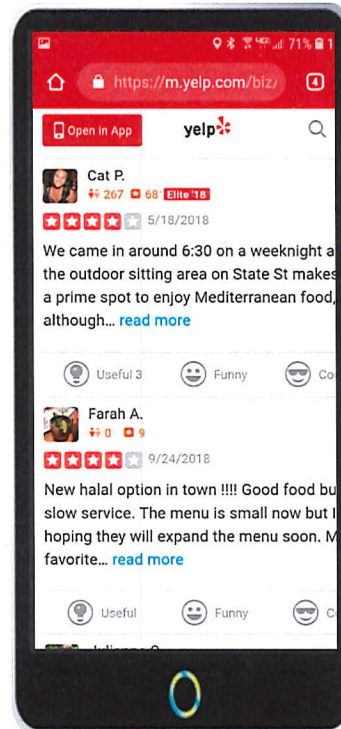 71% 1
https://m.yelp.com/biz/ 4
Open in App yelp
Cat P.
267 68 Elite '18
5/18/2018
We came in around 6:30 on a weeknight a
the outdoor sitting area on State St makes
a prime spot to enjoy Mediterranean food,
although... read more
Useful 3 Funny Co
Farah A.
0 9
9/24/2018
New halal option in town !!!! Good food bu
slow service. The menu is small now but I
hoping they will expand the menu soon. M
favorite... read more
Useful Funny C